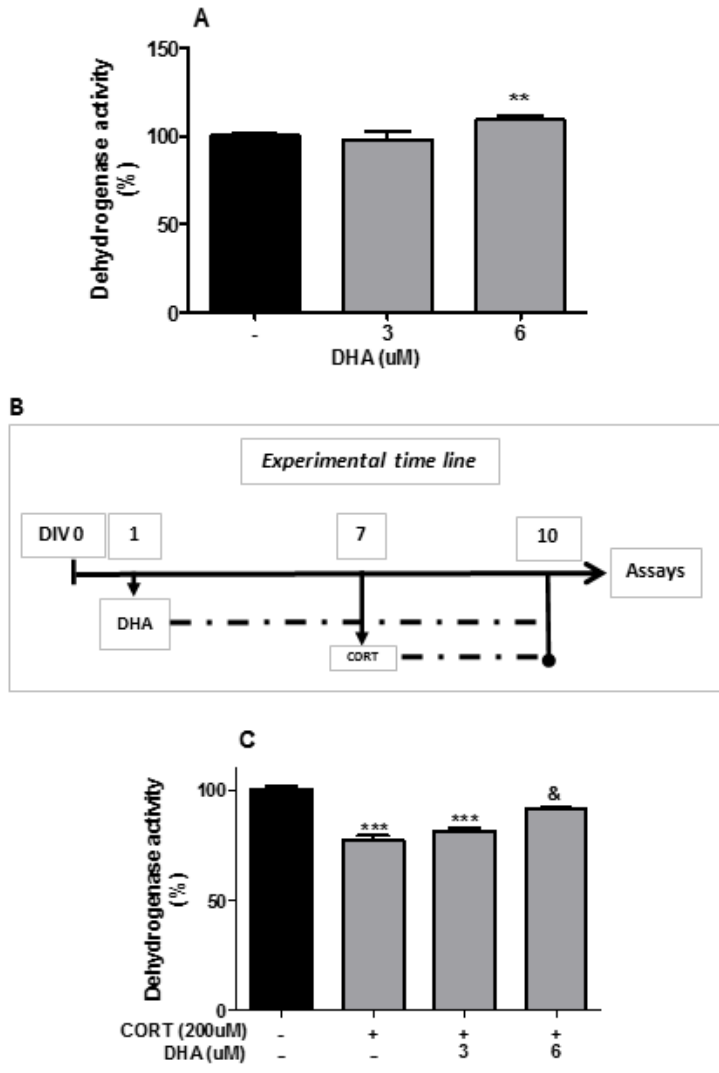 A
150
**
100
50
0
Dehydrogenase activity
(%)
- 3 6
DHA (uM)
B
Experimental time line
DIV 0 1 7 10
Assays
DHA
CORT
C
100
*** *** &
50
0
Dehydrogenase activity
(%)
CORT (200uM) - + + +
DHA (uM) - - 3 6